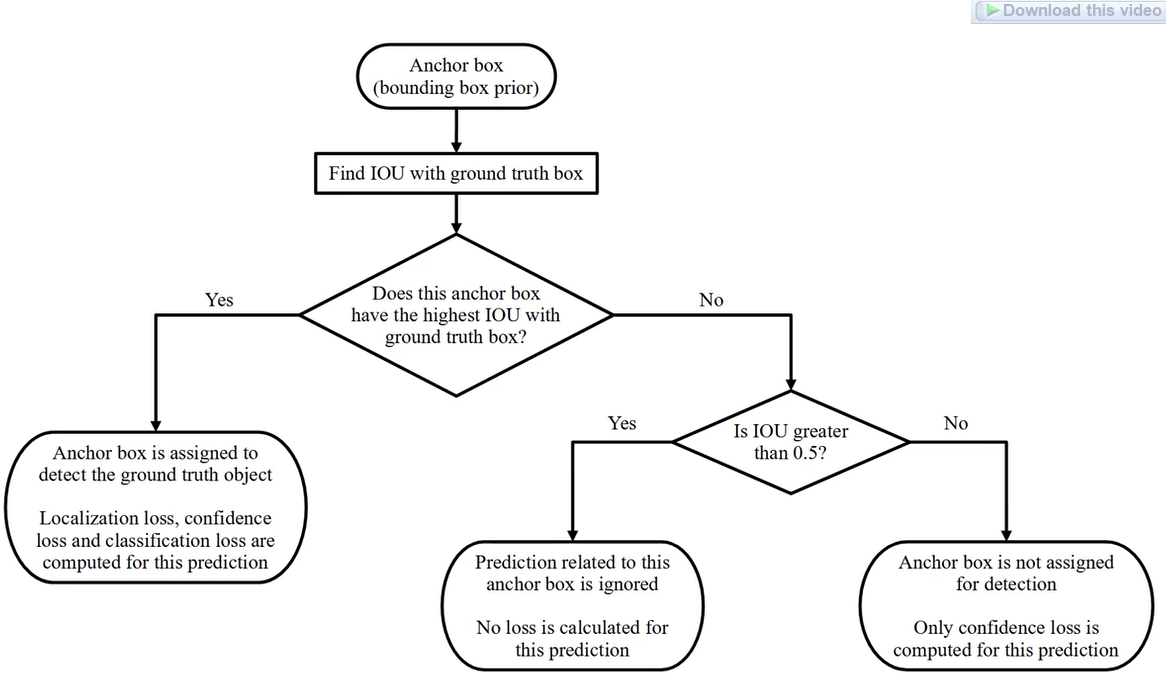 Download this video
Anchor box
(bounding box prior)
Find IOU with ground truth box
Does this anchor box
have the highest IOU with
ground truth box?
Yes
No
Anchor box is assigned to
detect the ground truth object
Localization loss, confidence
loss and classification loss are
computed for this prediction
Is IOU greater
than 0.5?
Yes
No
Prediction related to this
anchor box is ignored
No loss is calculated for
this prediction
Anchor box is not assigned
for detection
Only confidence loss is
computed for this prediction